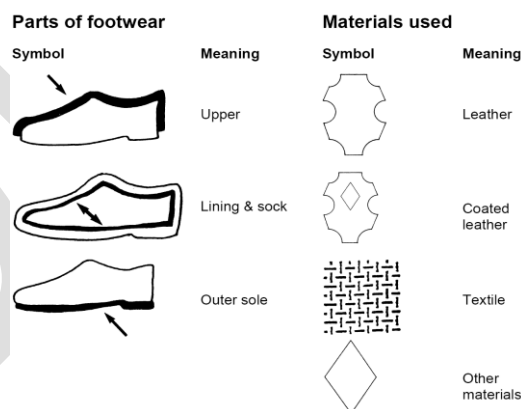 Parts of footwear
Materials used
Symbol Meaning Symbol Meaning
Upper Leather
Lining & sock Coated
leather
Outer sole Textile
Other
materials